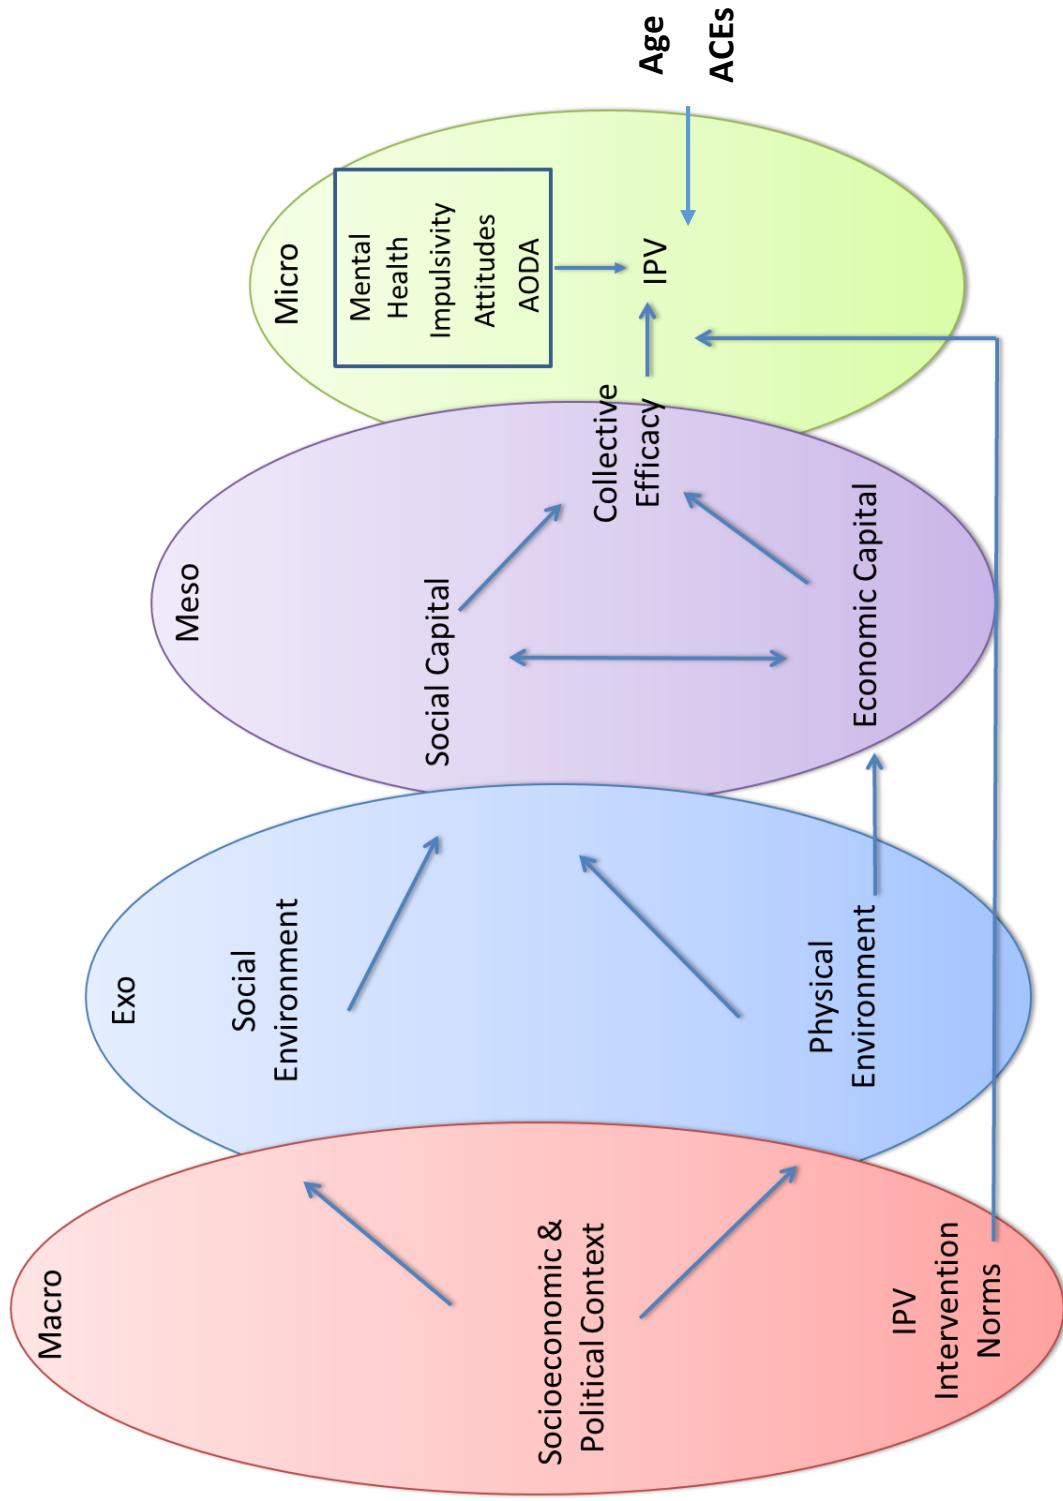 Macro
Socioeconomic &
Political Context
IPV
Intervention
Norms
Exo
Social
Environment
Physical
Environment
Meso
Social Capital
Economic Capital
Collective
Efficacy
Micro
Mental
Health
Impulsivity
Attitudes
AODA
IPV
Age
ACEs